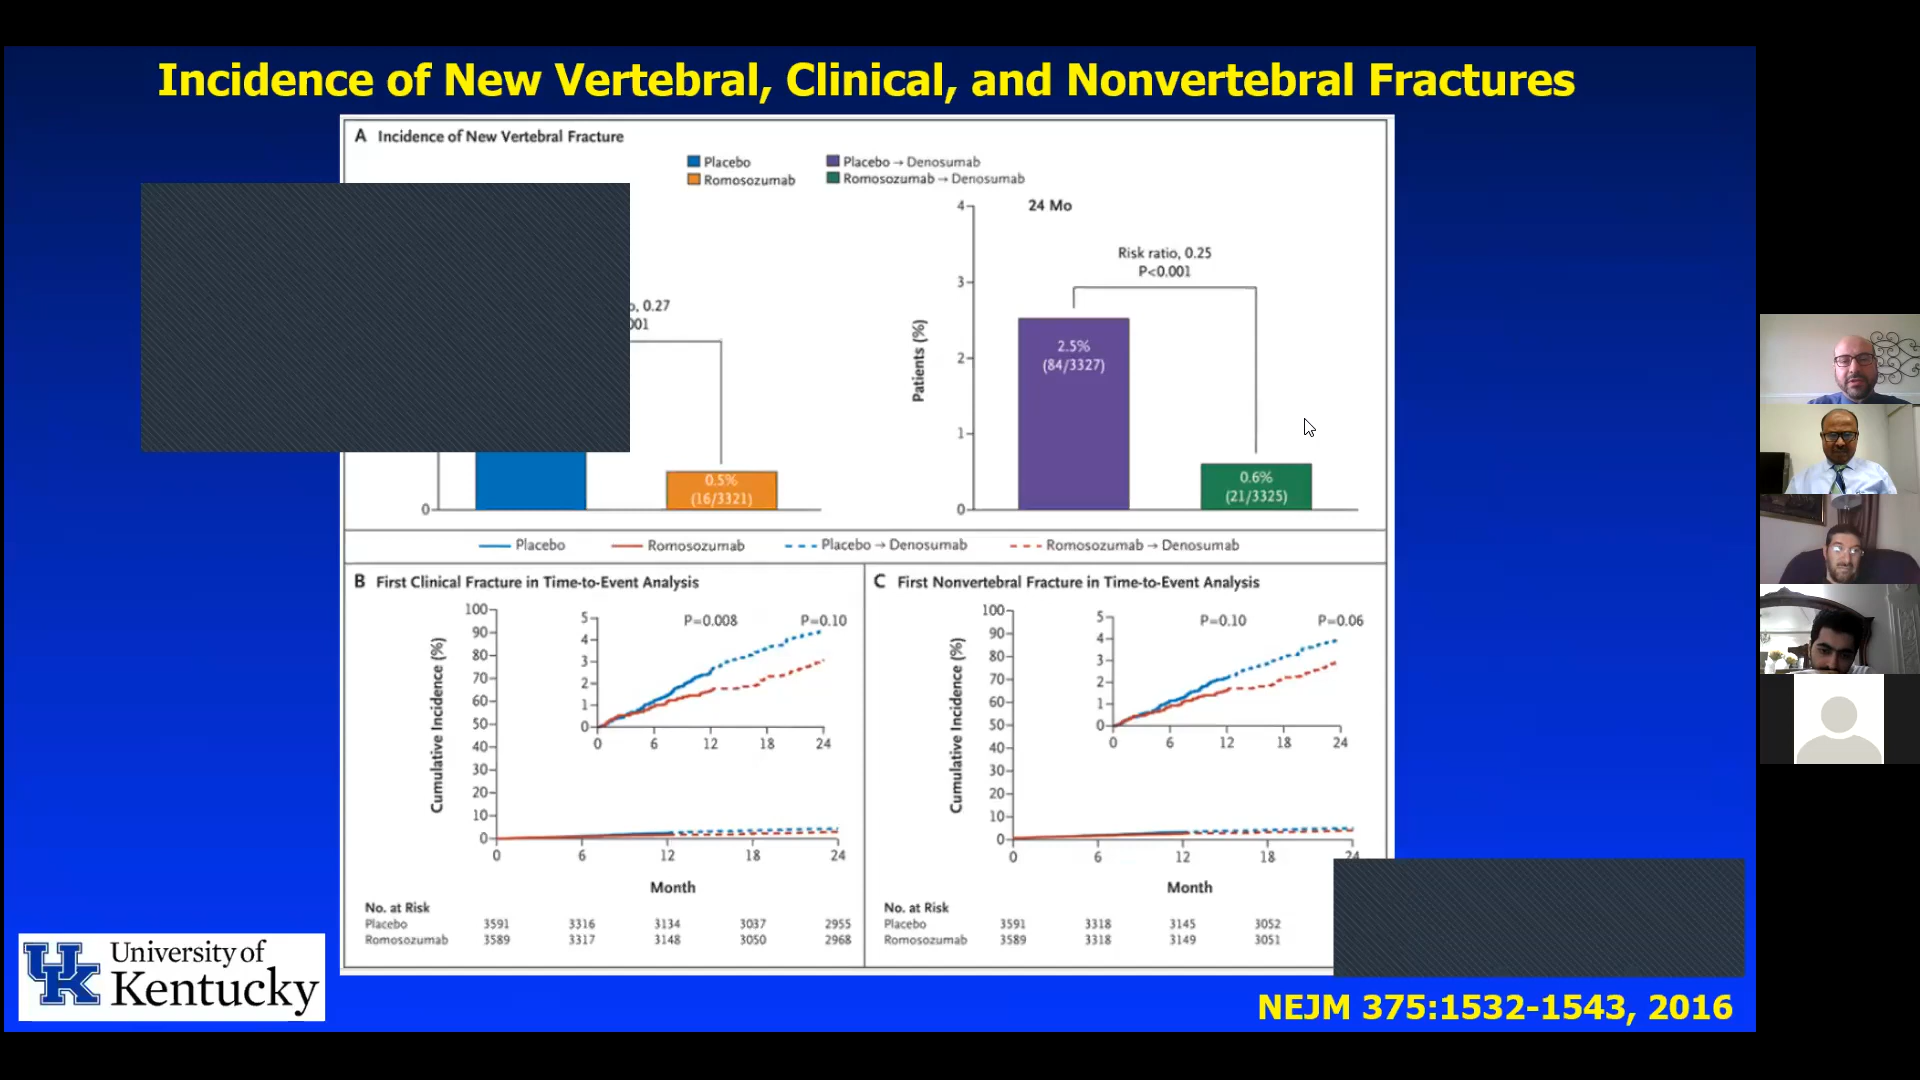 Incidence of New Vertebral, Clinical, and Nonvertebral Fractures
A Incidence of New Vertebral Fracture
Placebo
Romosozumab
Placebo → Denosumab
Romosozumab → Denosumab
0.27
0
0.5%
(16/3321)
24 Mo
Risk ratio, 0.25
P<0.001
Patients (%)
4
3
2
1
0
2.5%
(84/3327)
0.6%
(21/3325)
Placebo
Romosozumab
Placebo → Denosumab
Romosozumab → Denosumab
B First Clinical Fracture in Time-to-Event Analysis
Cumulative Incidence (%)
100
90
80
70
60
50
40
30
20
10
0
5
4
3
2
1
0
P=0.008
P=0.10
0 6 12 18 24
0 6 12 18 24
Month
No. at Risk
Placebo 3591 3316 3134 3037 2955
Romosozumab 3589 3317 3148 3050 2968
C First Nonvertebral Fracture in Time-to-Event Analysis
Cumulative Incidence (%)
100
90
80
70
60
50
40
30
20
10
0
5
4
3
2
1
0
P=0.10
P=0.06
0 6 12 18 24
0 6 12 18 24
Month
No. at Risk
Placebo 3591 3318 3145 3052
Romosozumab 3589 3318 3149 3051
UK
University of
Kentucky
NEJM 375:1532-1543, 2016